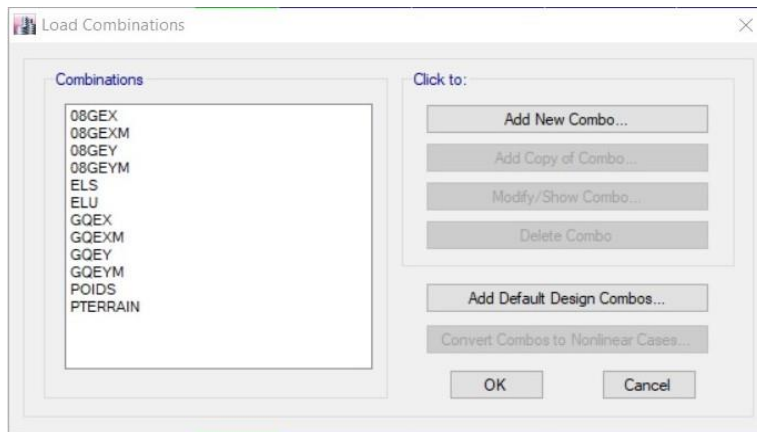 Load Combinations
Combinations
08GEX
08GEXM
08GEY
08GEYM
ELS
ELU
GQEX
GQEXM
GQEY
GQEYM
POIDS
PTERRAIN
Click to:
Add New Combo...
Add Copy of Combo...
Modify/Show Combo...
Delete Combo
Add Default Design Combos...
Convert Combos to Nonlinear Cases...
OK
Cancel